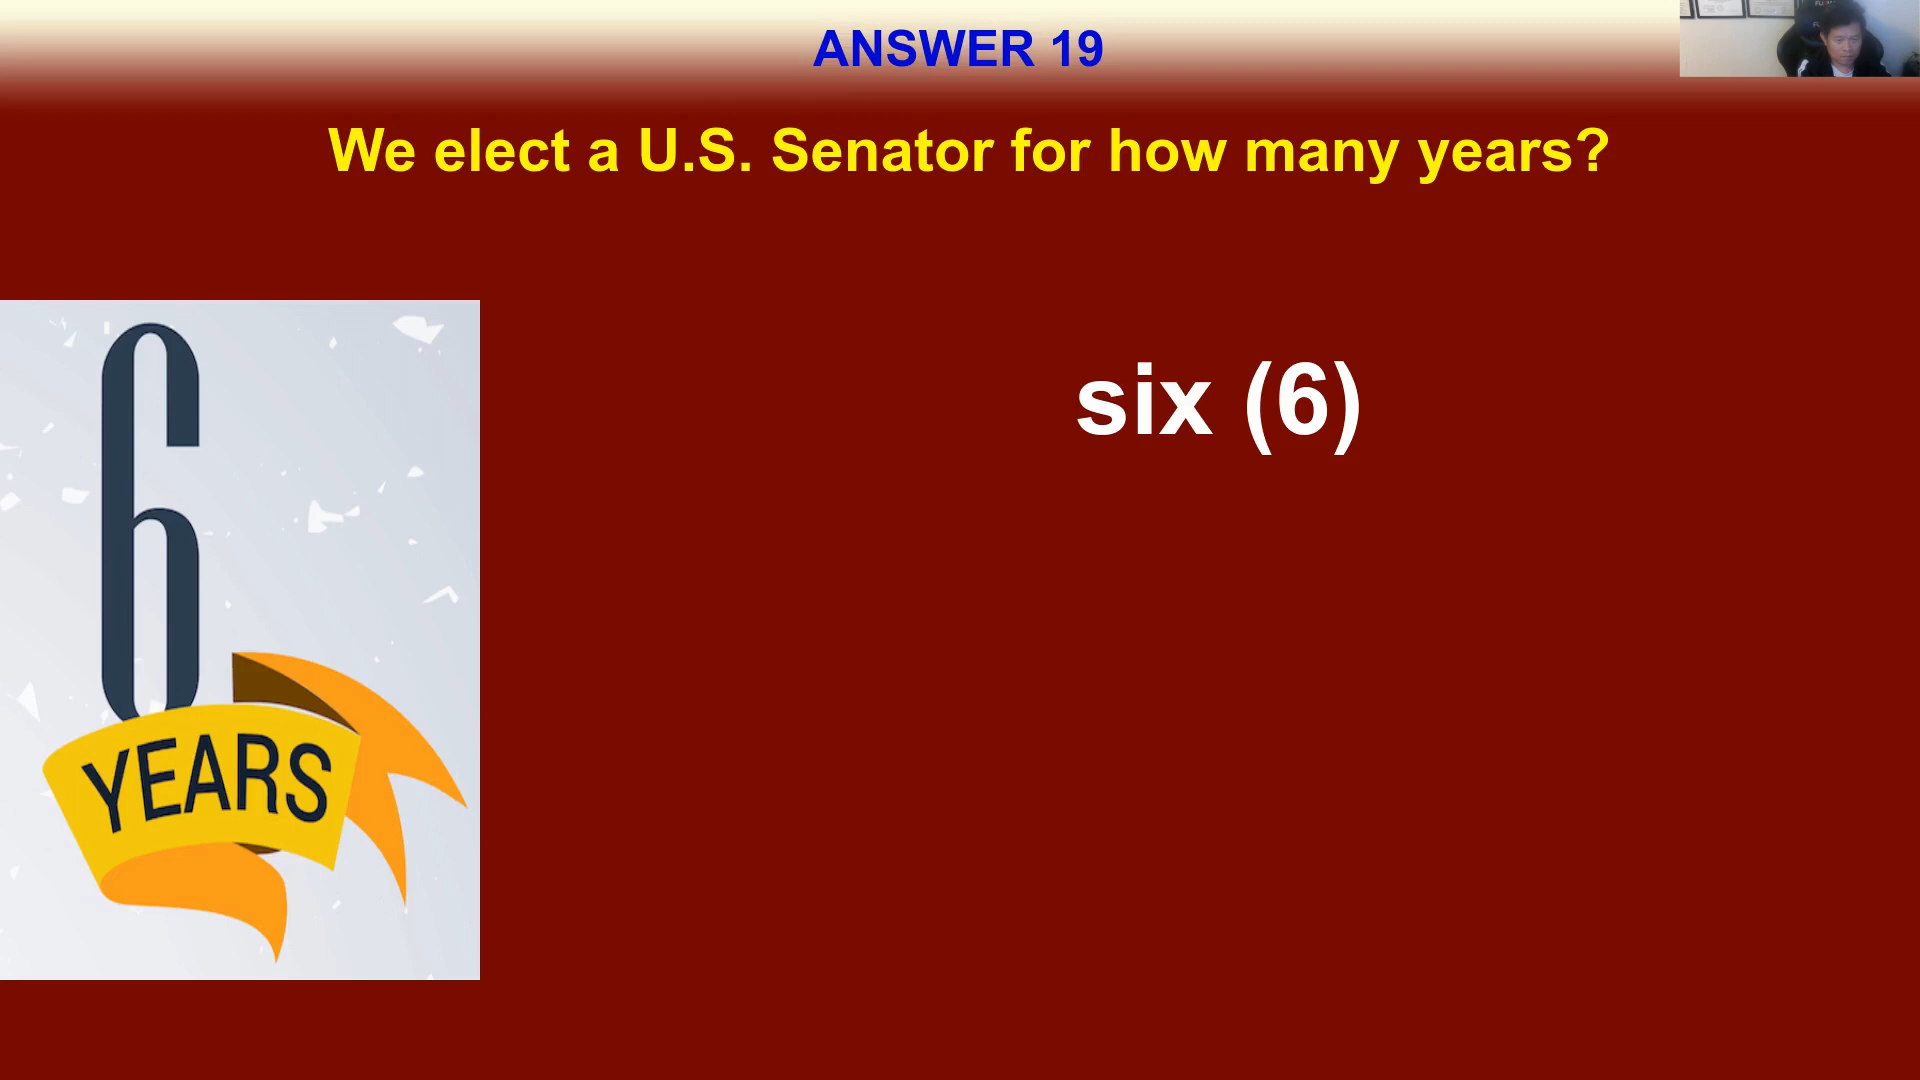 ANSWER 19
We elect a U.S. Senator for how many years?
six (6)
6
YEARS